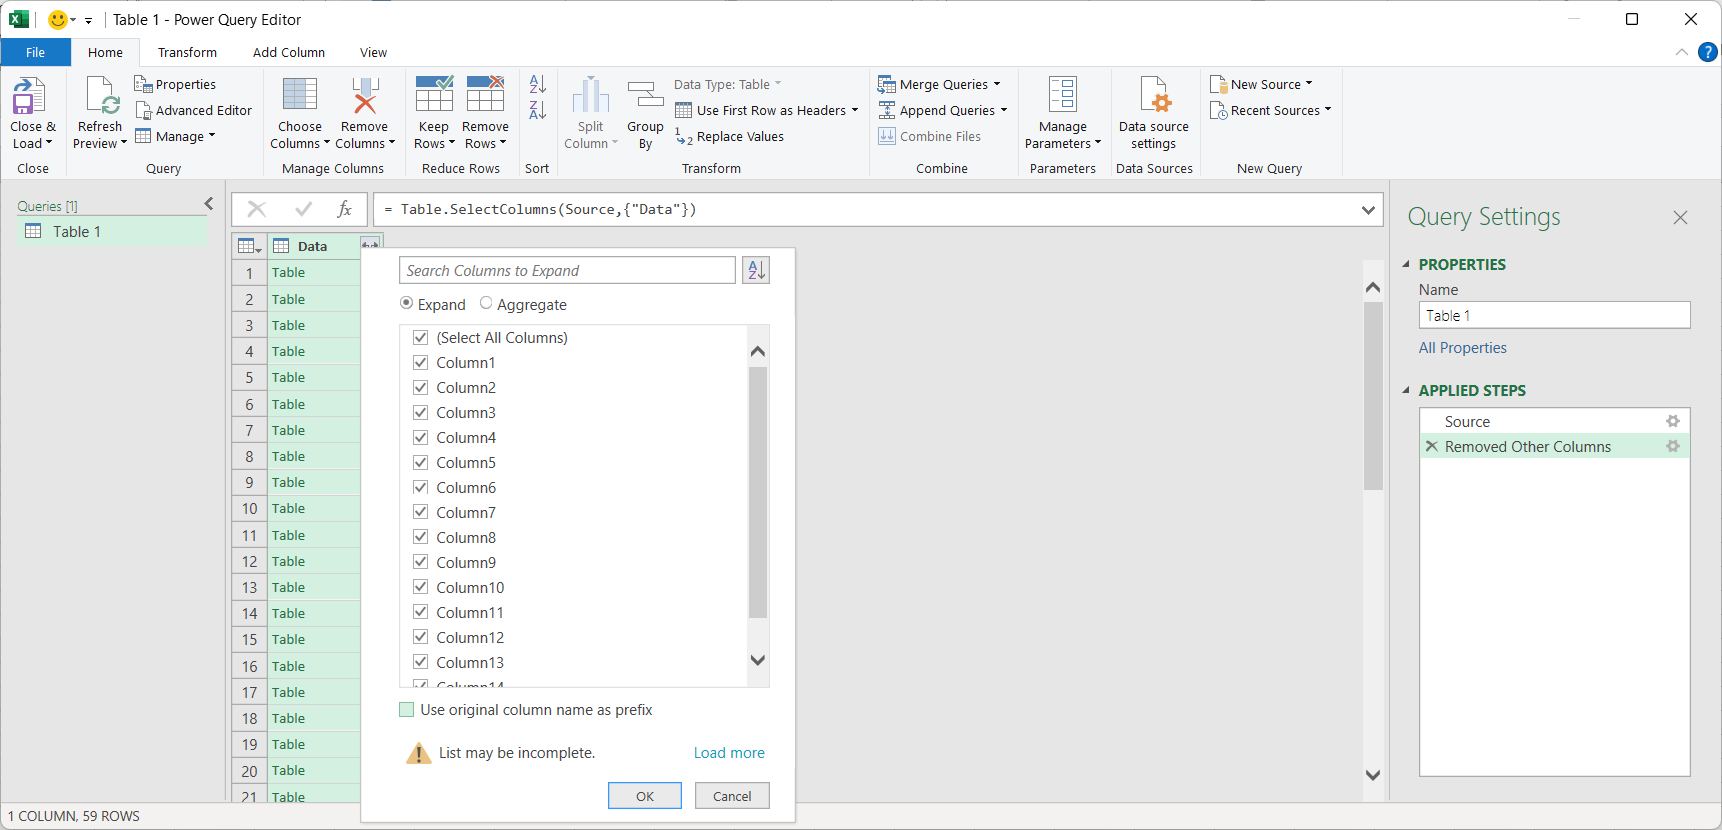 Table 1 - Power Query Editor
File Home Transform Add Column View
Close & Load
Close
Refresh Preview
Properties
Advanced Editor
Manage
Query
Choose Columns
Remove Columns
Manage Columns
Keep Rows
Remove Rows
Reduce Rows
Sort
Split Column
Group By
Data Type: Table
Use First Row as Headers
Replace Values
Transform
Merge Queries
Append Queries
Combine Files
Combine
Manage Parameters
Parameters
Data source settings
Data Sources
New Source
Recent Sources
New Query
Queries [1]
Table 1
fx
= Table.SelectColumns(Source,{"Data"})
Data
1 Table
2 Table
3 Table
4 Table
5 Table
6 Table
7 Table
8 Table
9 Table
10 Table
11 Table
12 Table
13 Table
14 Table
15 Table
16 Table
17 Table
18 Table
19 Table
20 Table
21 Table
Search Columns to Expand
Expand Aggregate
(Select All Columns)
Column1
Column2
Column3
Column4
Column5
Column6
Column7
Column8
Column9
Column10
Column11
Column12
Column13
Column14
Use original column name as prefix
List may be incomplete. Load more
OK Cancel
Query Settings
PROPERTIES
Name
Table 1
All Properties
APPLIED STEPS
Source
Removed Other Columns
1 COLUMN, 59 ROWS